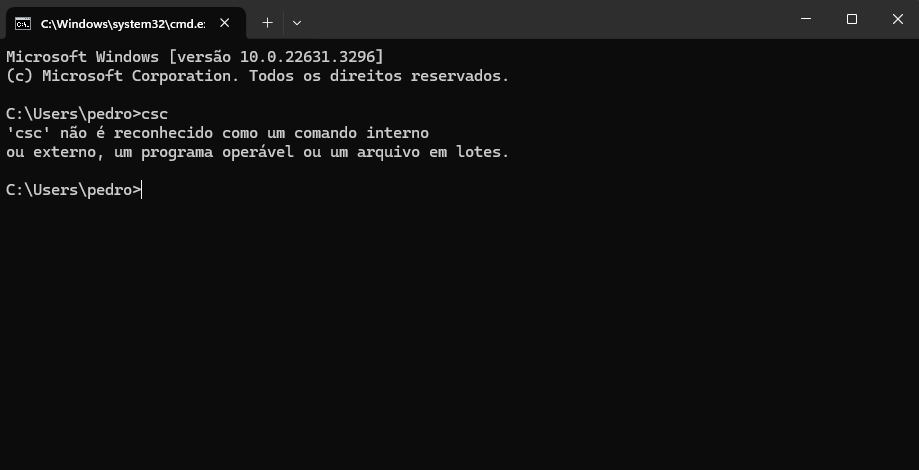 C:\Windows\system32\cmd.e:
Microsoft Windows [versão 10.0.22631.3296]
(c) Microsoft Corporation. Todos os direitos reservados.
C:\Users\pedro>csc
'csc' não é reconhecido como um comando interno
ou externo, um programa operável ou um arquivo em lotes.
C:\Users\pedro>